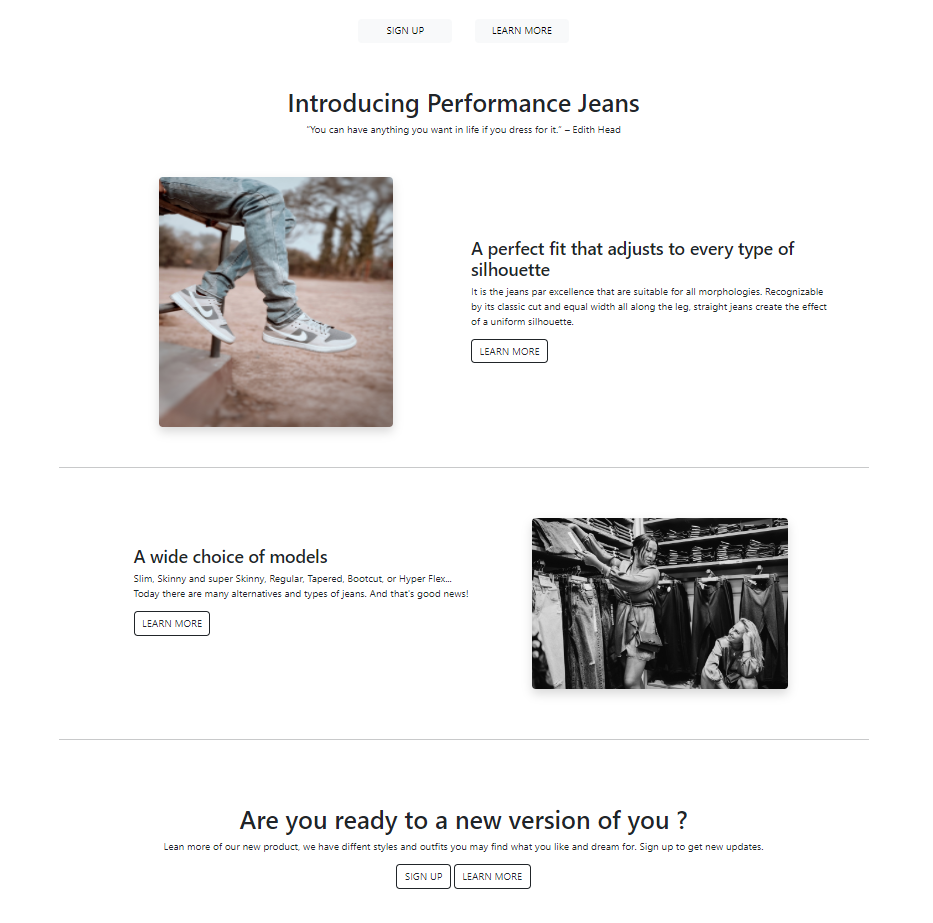 SIGN UP LEARN MORE
Introducing Performance Jeans
"You can have anything you want in life if you dress for it." – Edith Head
A perfect fit that adjusts to every type of
silhouette
It is the jeans par excellence that are suitable for all morphologies. Recognizable
by its classic cut and equal width all along the leg, straight jeans create the effect
of a uniform silhouette.
LEARN MORE
A wide choice of models
Slim, Skinny and super Skinny, Regular, Tapered, Bootcut, or Hyper Flex...
Today there are many alternatives and types of jeans. And that's good news!
LEARN MORE
Are you ready to a new version of you ?
Lean more of our new product, we have diffent styles and outfits you may find what you like and dream for. Sign up to get new updates.
SIGN UP LEARN MORE